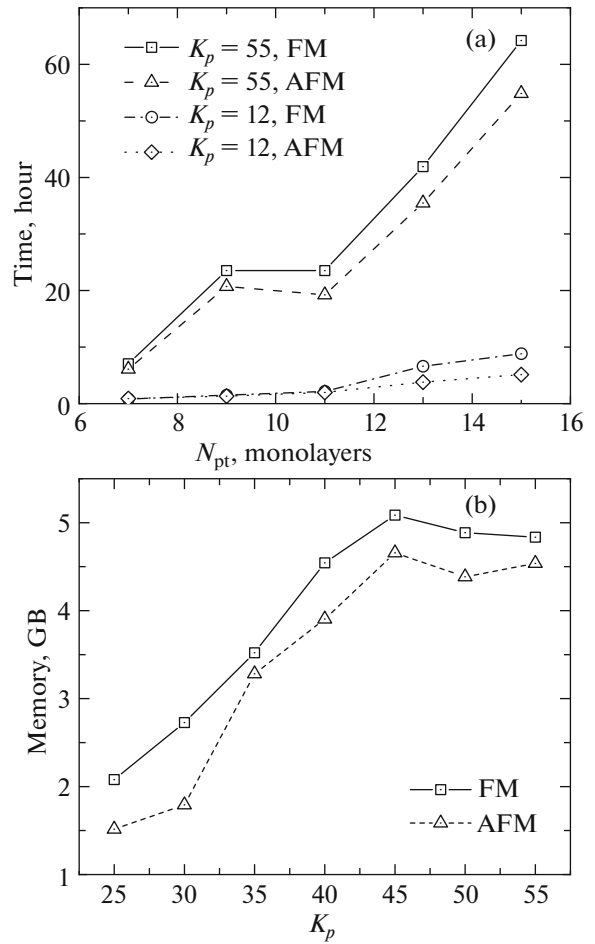 (a)
K_p = 55, FM
K_p = 55, AFM
K_p = 12, FM
K_p = 12, AFM
60
40
20
0
Time, hour
6 8 10 12 14 16
N_pt, monolayers
(b)
5
4
3
2
1
Memory, GB
FM
AFM
25 30 35 40 45 50 55
K_p